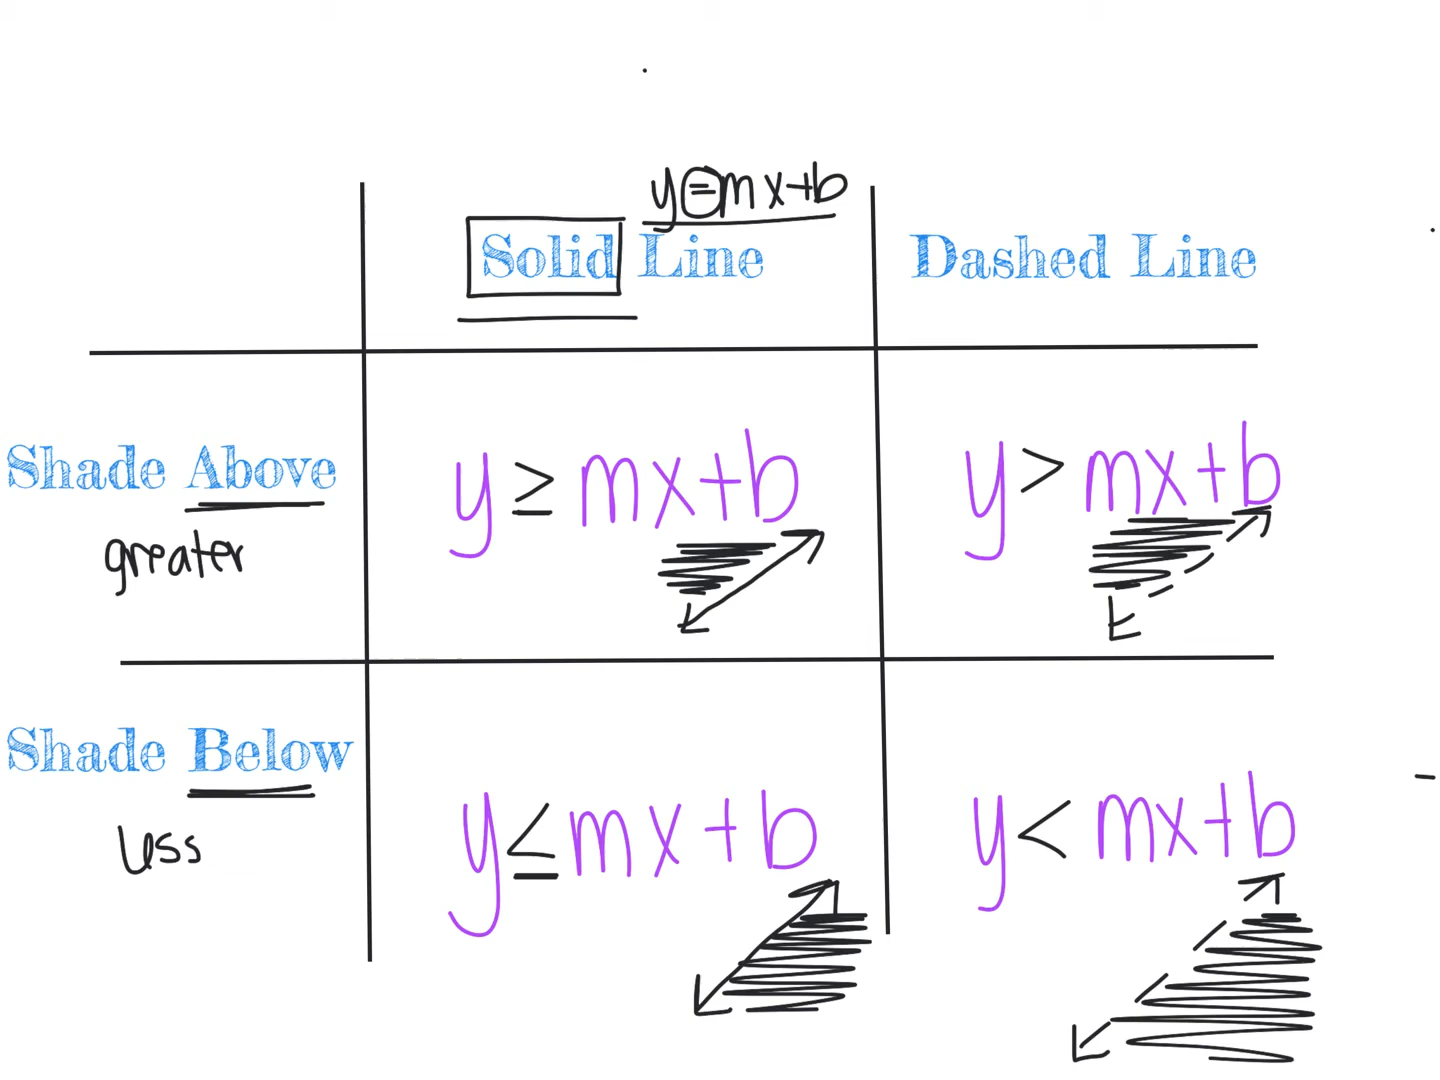 y=mx+b
Solid Line
Dashed Line
Shade Above
greater
y ≥ mx+b
y > mx+b
Shade Below
less
y ≤ mx+b
y < mx+b